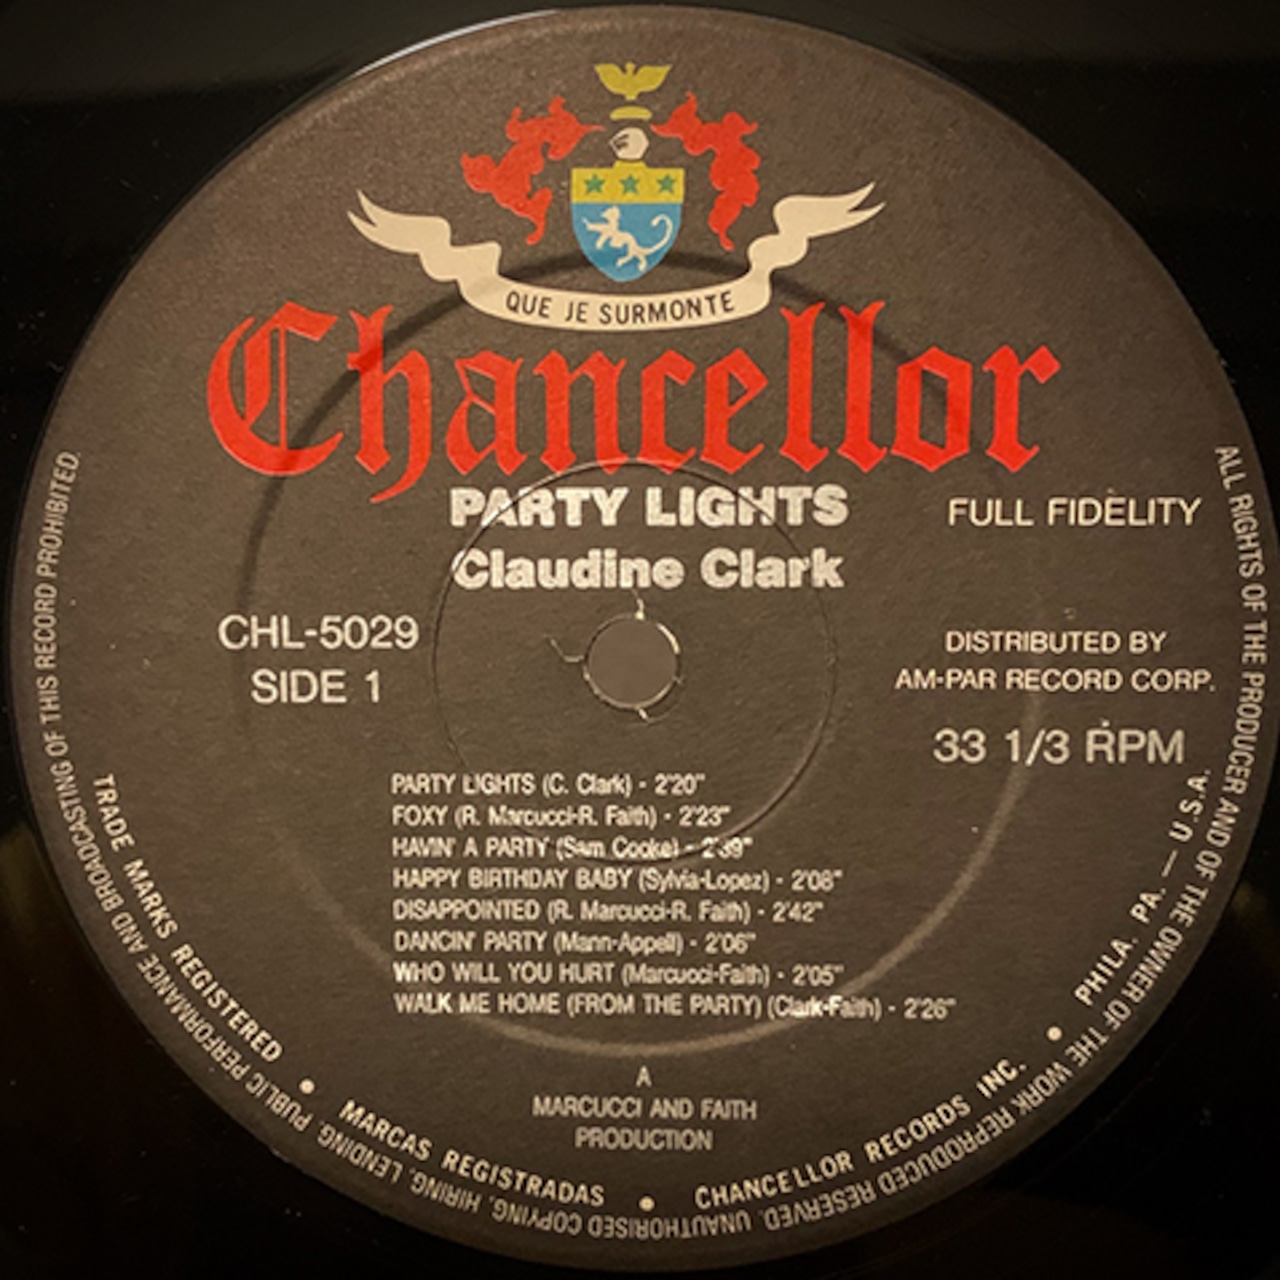 QUE JE SURMONTE
Chancellor
PARTY LIGHTS
Claudine Clark
FULL FIDELITY
CHL-5029
SIDE 1
DISTRIBUTED BY
AM-PAR RECORD CORP.
33 1/3 RPM
PARTY LIGHTS (C. Clark) - 2'20"
FOXY (R. Marcucci-R. Faith) - 2'23"
HAVIN' A PARTY (Sam Cooke) - 2'39"
HAPPY BIRTHDAY BABY (Sylvia-Lopez) - 2'08"
DISAPPOINTED (R. Marcucci-R. Faith) - 2'42"
DANCIN' PARTY (Mann-Appell) - 2'06"
WHO WILL YOU HURT (Marcucci-Faith) - 2'05"
WALK ME HOME (FROM THE PARTY) (Clark-Faith) - 2'26"
A
MARCUCCI AND FAITH
PRODUCTION
TRADE MARKS REGISTERED • MARCAS REGISTRADAS • CHANCELLOR RECORDS INC. • PHILA. PA. — U.S.A.
ALL RIGHTS OF THE PRODUCER AND OF THE OWNER OF THE WORK REPRODUCED RESERVED. UNAUTHORISED COPYING, HIRING, LENDING, PUBLIC PERFORMANCE AND BROADCASTING OF THIS RECORD PROHIBITED.